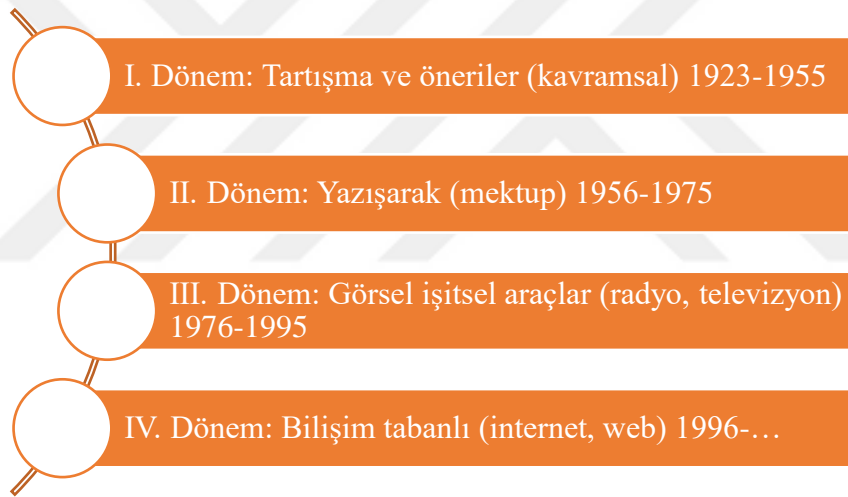 I. Dönem: Tartışma ve öneriler (kavramsal) 1923-1955
II. Dönem: Yazışarak (mektup) 1956-1975
III. Dönem: Görsel işitsel araçlar (radyo, televizyon)
1976-1995
IV. Dönem: Bilişim tabanlı (internet, web) 1996-…